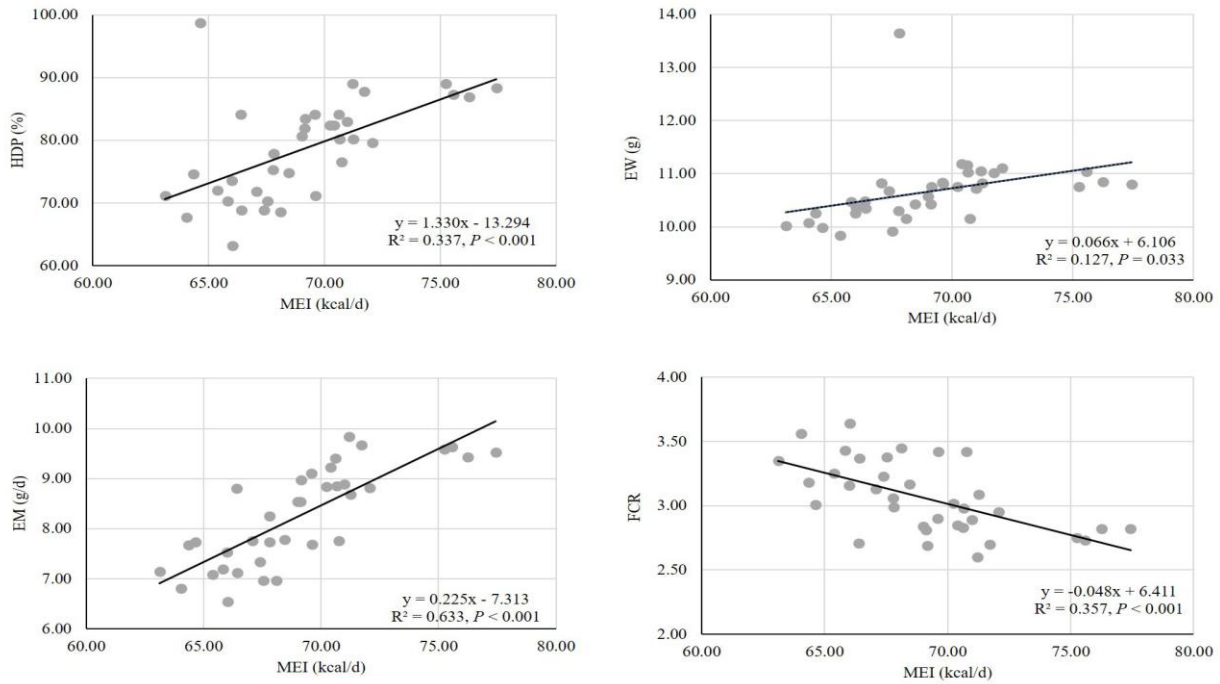 100.00
90.00
80.00
70.00
60.00
HDP (%)
60.00 65.00 70.00 75.00 80.00
MEI (kcal/d)
y = 1.330x - 13.294
R² = 0.337, P < 0.001
14.00
13.00
12.00
11.00
10.00
9.00
EW (g)
60.00 65.00 70.00 75.00 80.00
MEI (kcal/d)
y = 0.066x + 6.106
R² = 0.127, P = 0.033
11.00
10.00
9.00
8.00
7.00
6.00
EM (g/d)
60.00 65.00 70.00 75.00 80.00
MEI (kcal/d)
y = 0.225x - 7.313
R² = 0.633, P < 0.001
4.00
3.50
3.00
2.50
2.00
FCR
60.00 65.00 70.00 75.00 80.00
MEI (kcal/d)
y = -0.048x + 6.411
R² = 0.357, P < 0.001